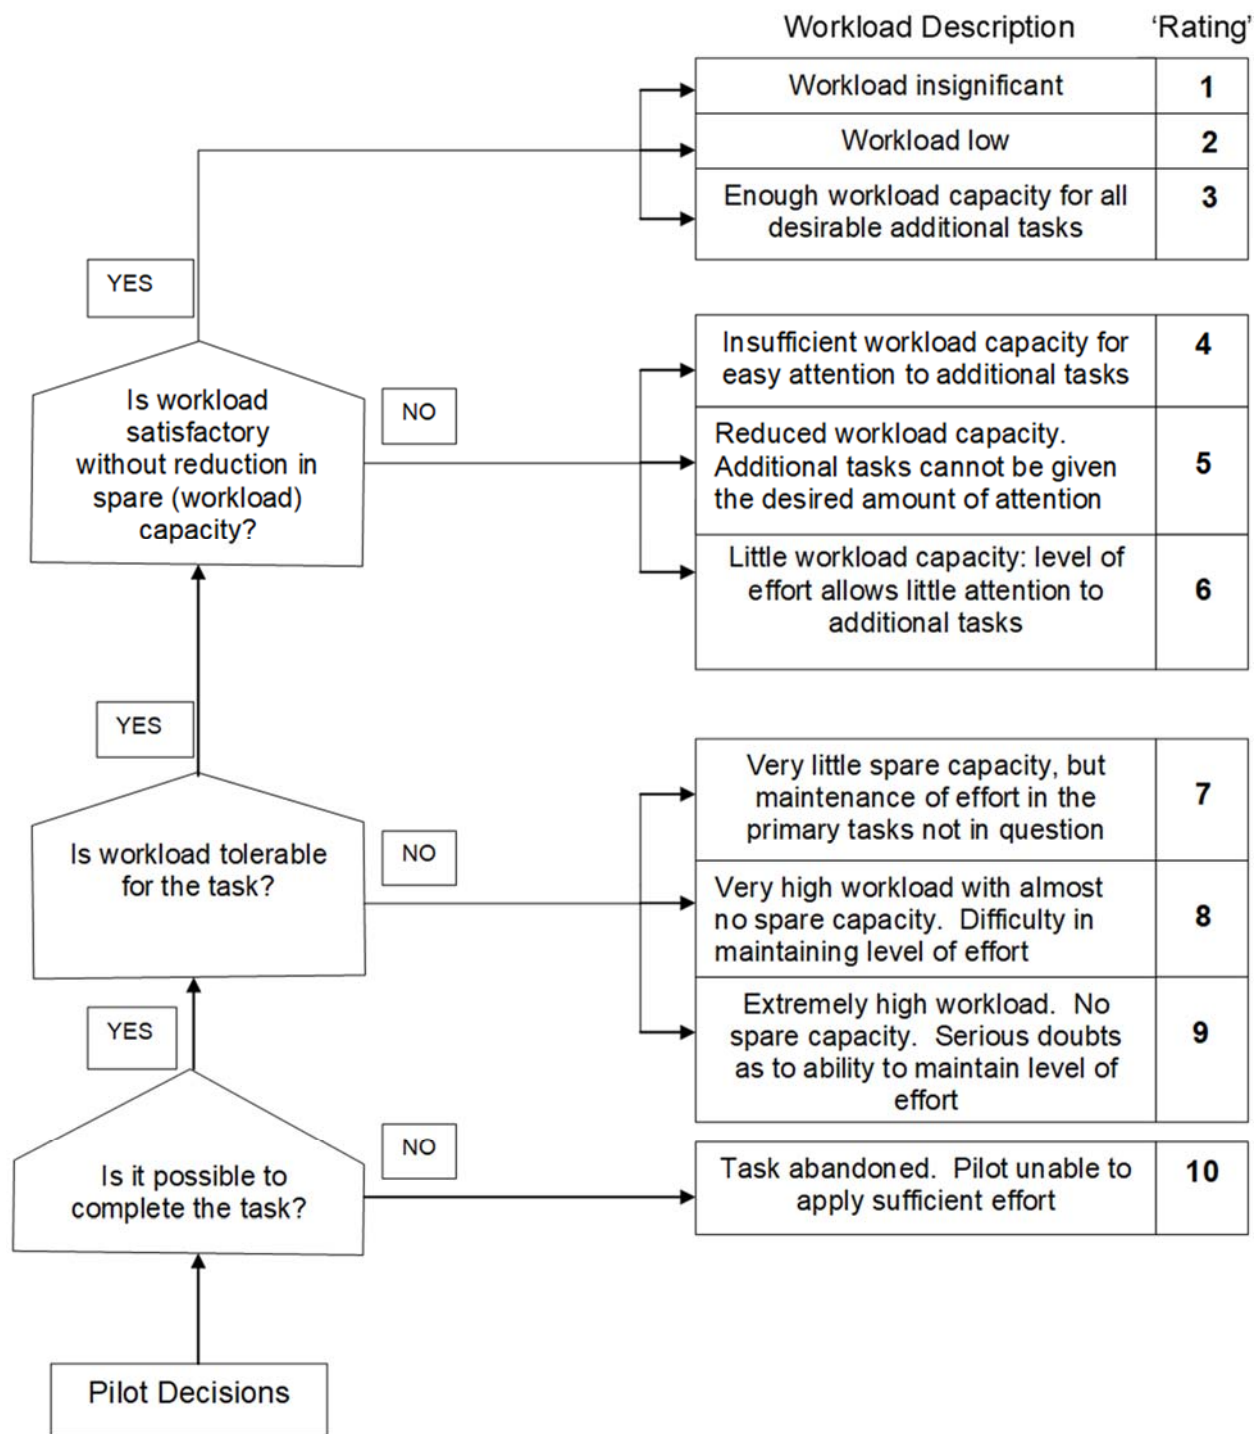 Workload Description ‘Rating’
Workload insignificant 1
Workload low 2
Enough workload capacity for all 3
desirable additional tasks
YES
Insufficient workload capacity for 4
easy attention to additional tasks
Is workload
satisfactory
without reduction in
spare (workload)
capacity?
NO
Reduced workload capacity.
Additional tasks cannot be given 5
the desired amount of attention
Little workload capacity: level of
effort allows little attention to 6
additional tasks
YES
Very little spare capacity, but
maintenance of effort in the 7
primary tasks not in question
Is workload tolerable
for the task?
NO
Very high workload with almost
no spare capacity. Difficulty in 8
maintaining level of effort
YES
Extremely high workload. No
spare capacity. Serious doubts 9
as to ability to maintain level of
effort
Is it possible to
complete the task?
NO
Task abandoned. Pilot unable to 10
apply sufficient effort
Pilot Decisions